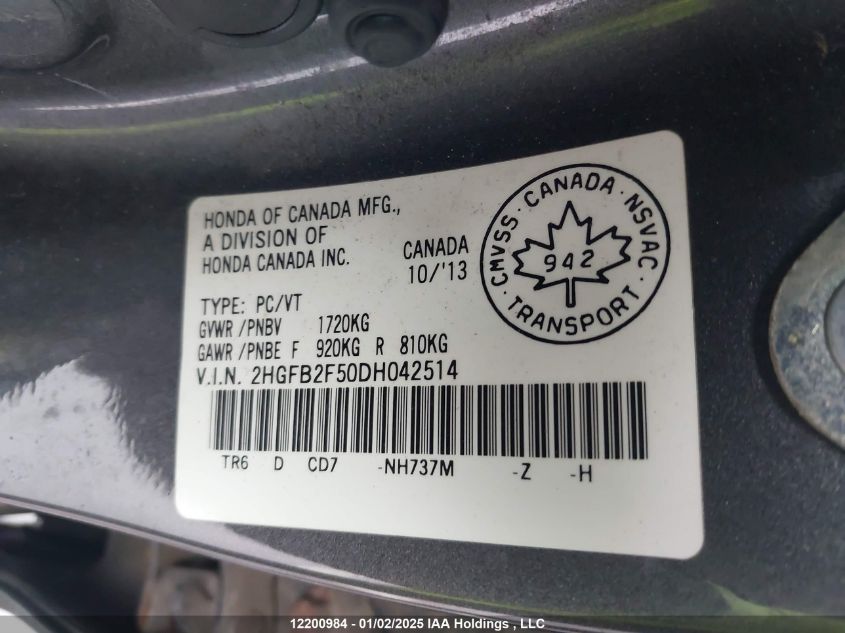 HONDA OF CANADA MFG.,
A DIVISION OF
HONDA CANADA INC.
CANADA
10/'13
TYPE: PC/VT
GVWR /PNBV 1720KG
GAWR /PNBE F 920KG R 810KG
V.I.N. 2HGFB2F50DH042514
TR6 D CD7 -NH737M -Z -H
CMVSS · CANADA · NSVAC
942
TRANSPORT
12200984 - 01/02/2025 IAA Holdings , LLC